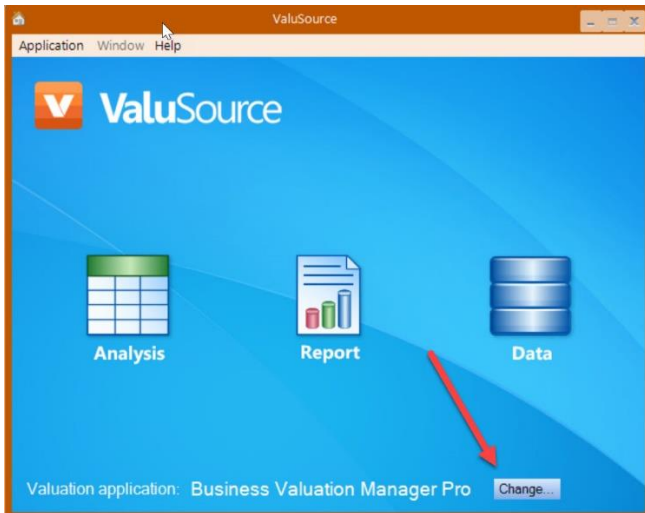 ValuSource
Application Window Help
V ValuSource
Analysis Report Data
Valuation application: Business Valuation Manager Pro Change...